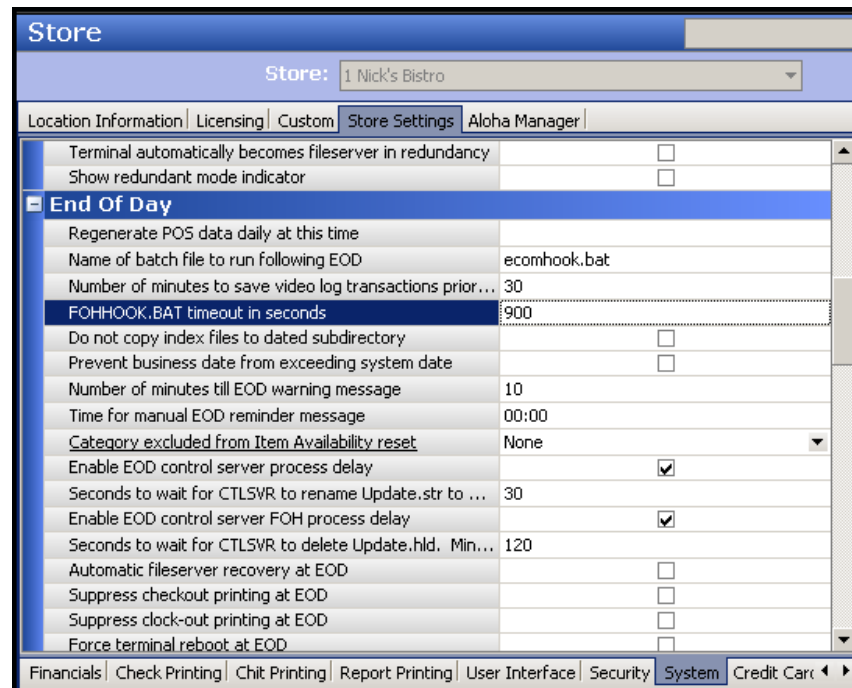 Store
Store: 1 Nick's Bistro
Location Information Licensing Custom Store Settings Aloha Manager
Terminal automatically becomes fileserver in redundancy
Show redundant mode indicator
End Of Day
Regenerate POS data daily at this time
Name of batch file to run following EOD ecomhook.bat
Number of minutes to save video log transactions prior... 30
FOHHOOK.BAT timeout in seconds 900
Do not copy index files to dated subdirectory
Prevent business date from exceeding system date
Number of minutes till EOD warning message 10
Time for manual EOD reminder message 00:00
Category excluded from Item Availability reset None
Enable EOD control server process delay
Seconds to wait for CTLSVR to rename Update.str to ... 30
Enable EOD control server FOH process delay
Seconds to wait for CTLSVR to delete Update.hld. Min... 120
Automatic fileserver recovery at EOD
Suppress checkout printing at EOD
Suppress clock-out printing at EOD
Force terminal reboot at EOD
Financials Check Printing Chit Printing Report Printing User Interface Security System Credit Car